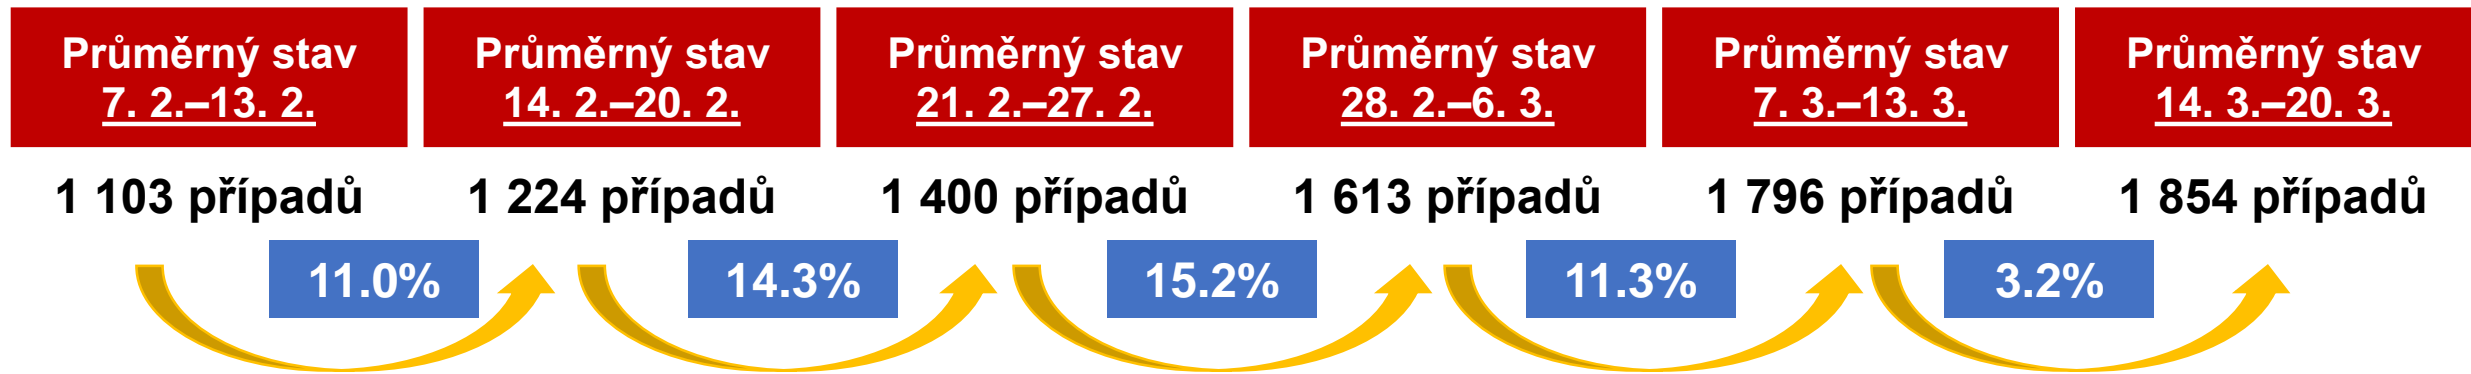 Průměrný stav
7. 2.–13. 2.
Průměrný stav
14. 2.–20. 2.
Průměrný stav
21. 2.–27. 2.
Průměrný stav
28. 2.–6. 3.
Průměrný stav
7. 3.–13. 3.
Průměrný stav
14. 3.–20. 3.
1 103 případů
1 224 případů
1 400 případů
1 613 případů
1 796 případů
1 854 případů
11.0%
14.3%
15.2%
11.3%
3.2%